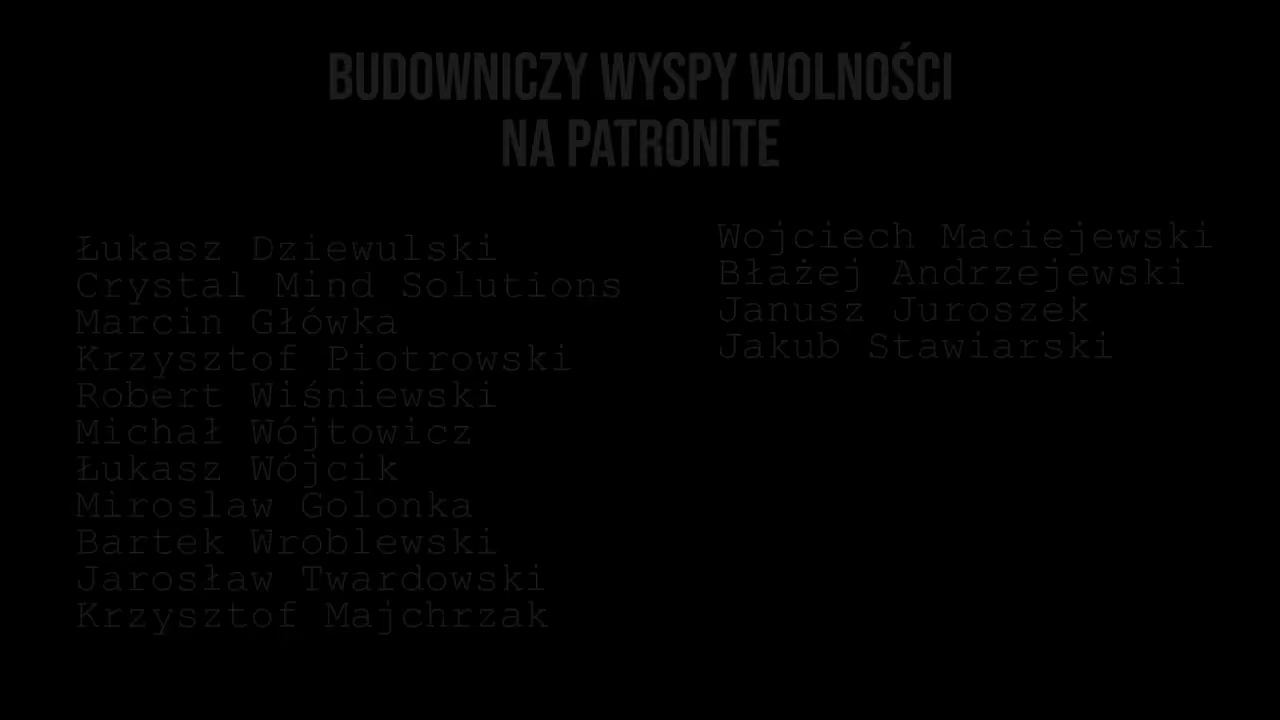 BUDOWNICZY WYSPY WOLNOŚCI
NA PATRONITE
Łukasz Dziewulski
Crystal Mind Solutions
Marcin Główka
Krzysztof Piotrowski
Robert Wiśniewski
Michał Wójtowicz
Łukasz Wójcik
Miroslaw Golonka
Bartek Wroblewski
Jarosław Twardowski
Krzysztof Majchrzak
Wojciech Maciejewski
Błażej Andrzejewski
Janusz Juroszek
Jakub Stawiarski